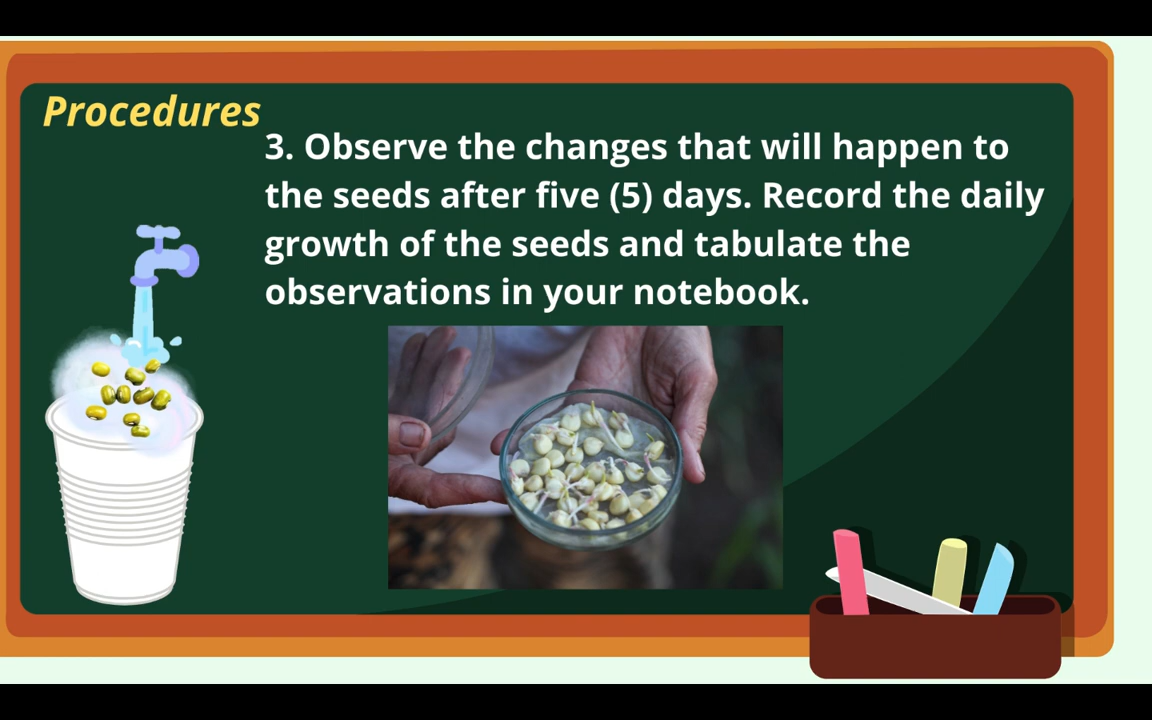 Procedures
3. Observe the changes that will happen to
the seeds after five (5) days. Record the daily
growth of the seeds and tabulate the
observations in your notebook.